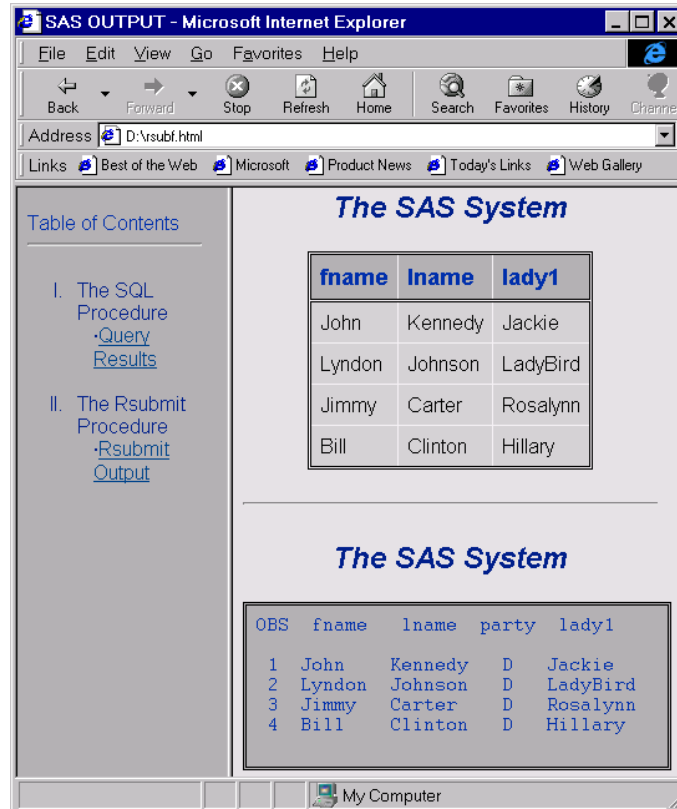 SAS OUTPUT - Microsoft Internet Explorer
File Edit View Go Favorites Help
Back Forward Stop Refresh Home Search Favorites History Channe
Address D:\rsubf.html
Links Best of the Web Microsoft Product News Today's Links Web Gallery
Table of Contents
I. The SQL
Procedure
·Query
Results
II. The Rsubmit
Procedure
·Rsubmit
Output
The SAS System
fname lname lady1
John Kennedy Jackie
Lyndon Johnson LadyBird
Jimmy Carter Rosalynn
Bill Clinton Hillary
The SAS System
OBS fname lname party lady1
1 John Kennedy D Jackie
2 Lyndon Johnson D LadyBird
3 Jimmy Carter D Rosalynn
4 Bill Clinton D Hillary
My Computer